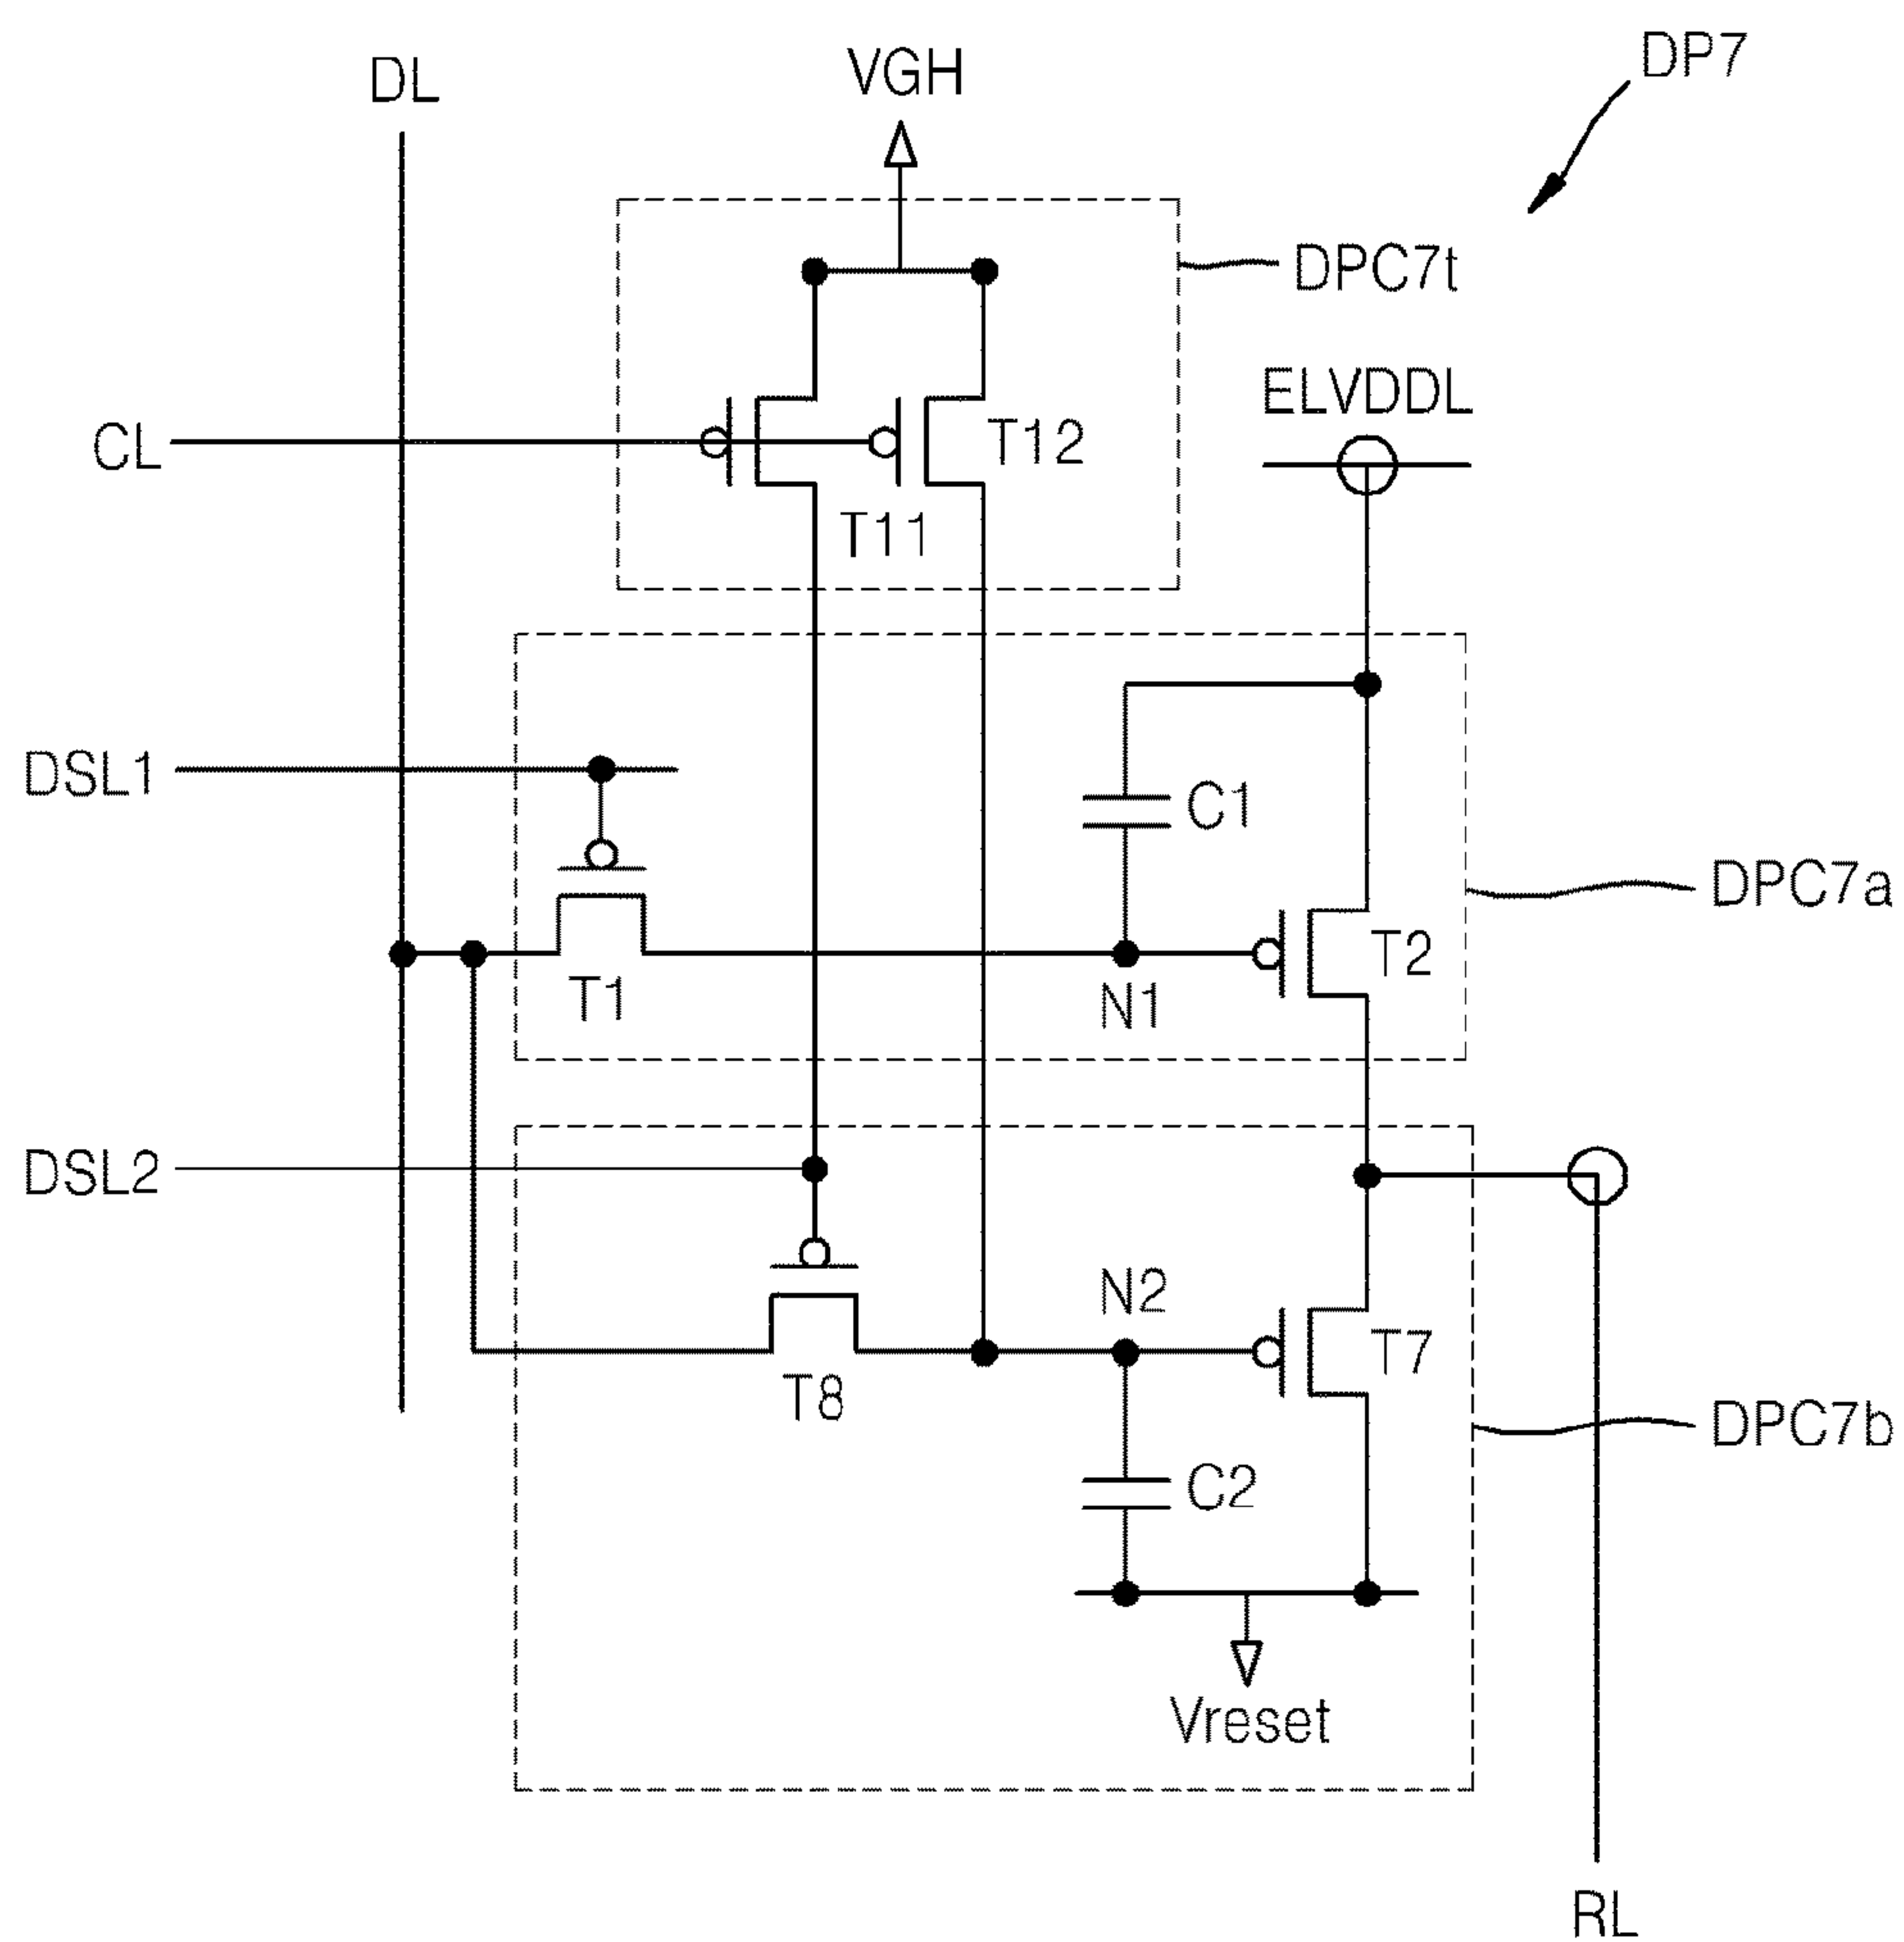 DP7
DL
VGH
DPC7t
ELVDDL
CL
T12
T11
DSL1
C1
DPC7a
T2
T1
N1
DSL2
N2
T7
T8
DPC7b
C2
Vreset
RL